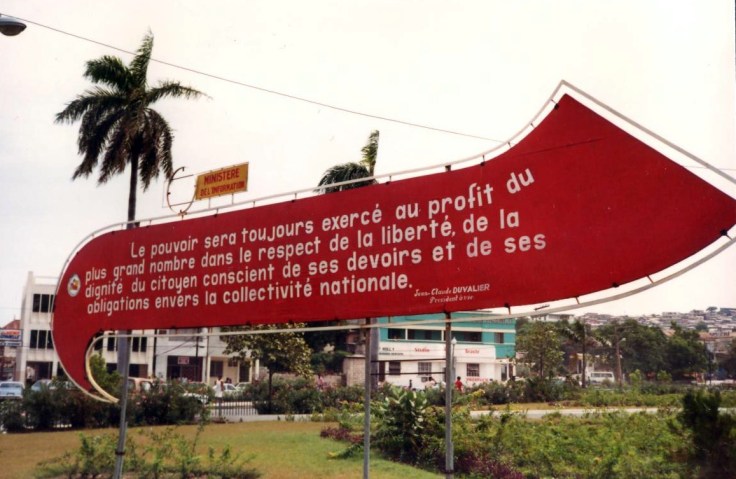 MINISTERE
DE L'INFORMATION
Le pouvoir sera toujours exercé au profit du
plus grand nombre dans le respect de la liberté, de la
dignité du citoyen conscient de ses devoirs et de ses
obligations envers la collectivité nationale.
Jean-Claude DUVALIER
Président à vie